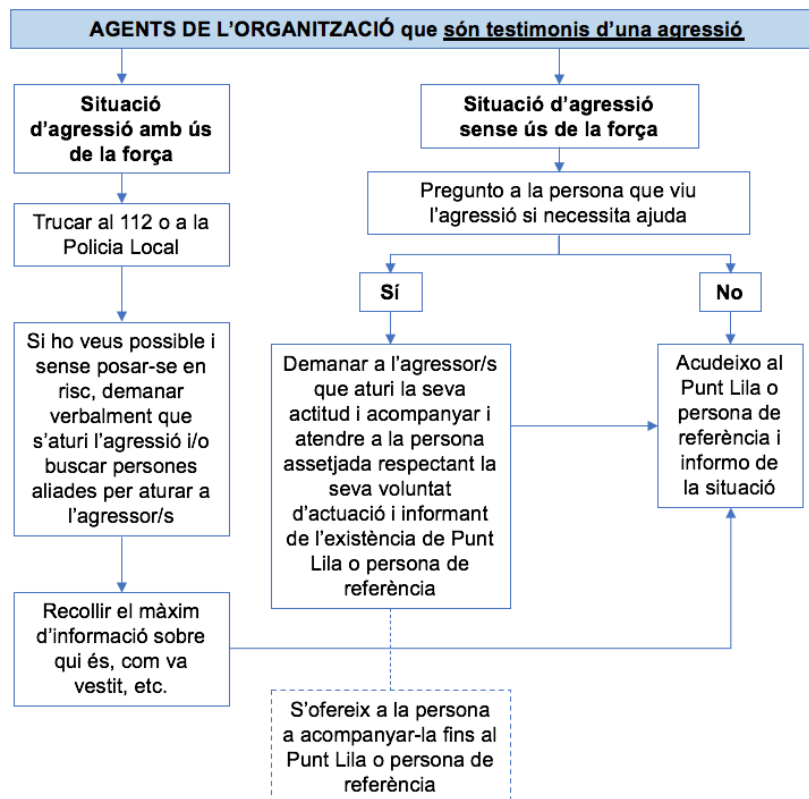 AGENTS DE L’ORGANITZACIÓ que són testimonis d’una agressió
Situació
d’agressió amb ús
de la força
Trucar al 112 o a la
Policia Local
Si ho veus possible i
sense posar-se en
risc, demanar
verbalment que
s’aturi l’agressió i/o
buscar persones
aliades per aturar a
l’agressor/s
Recollir el màxim
d’informació sobre
qui és, com va
vestit, etc.
Situació d’agressió
sense ús de la força
Pregunto a la persona que viu
l’agressió si necessita ajuda
Sí
Demanar a l’agressor/s
que aturi la seva
actitud i acompanyar i
atendre a la persona
assetjada respectant la
seva voluntat
d’actuació i informant
de l’existència de Punt
Lila o persona de
referència
S’ofereix a la persona
a acompanyar-la fins al
Punt Lila o persona de
referència
No
Acudeixo al
Punt Lila o
persona de
referència i
informo de
la situació